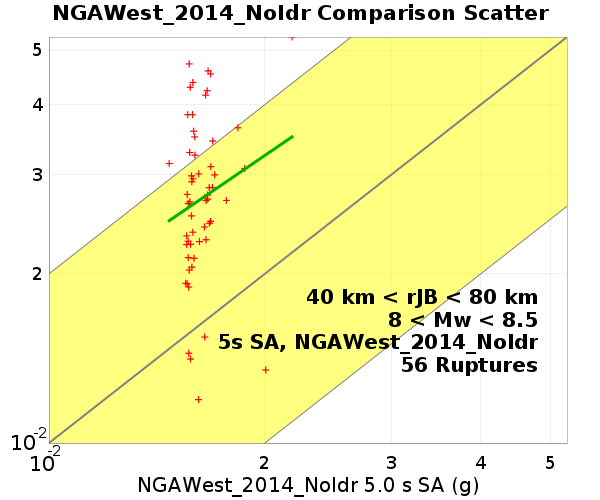 NGAWest_2014_NoIdr Comparison Scatter
5
4
3
2
10-2
40 km < rJB < 80 km
8 < Mw < 8.5
5s SA, NGAWest_2014_NoIdr
56 Ruptures
10-2
2 3 4 5
NGAWest_2014_NoIdr 5.0 s SA (g)